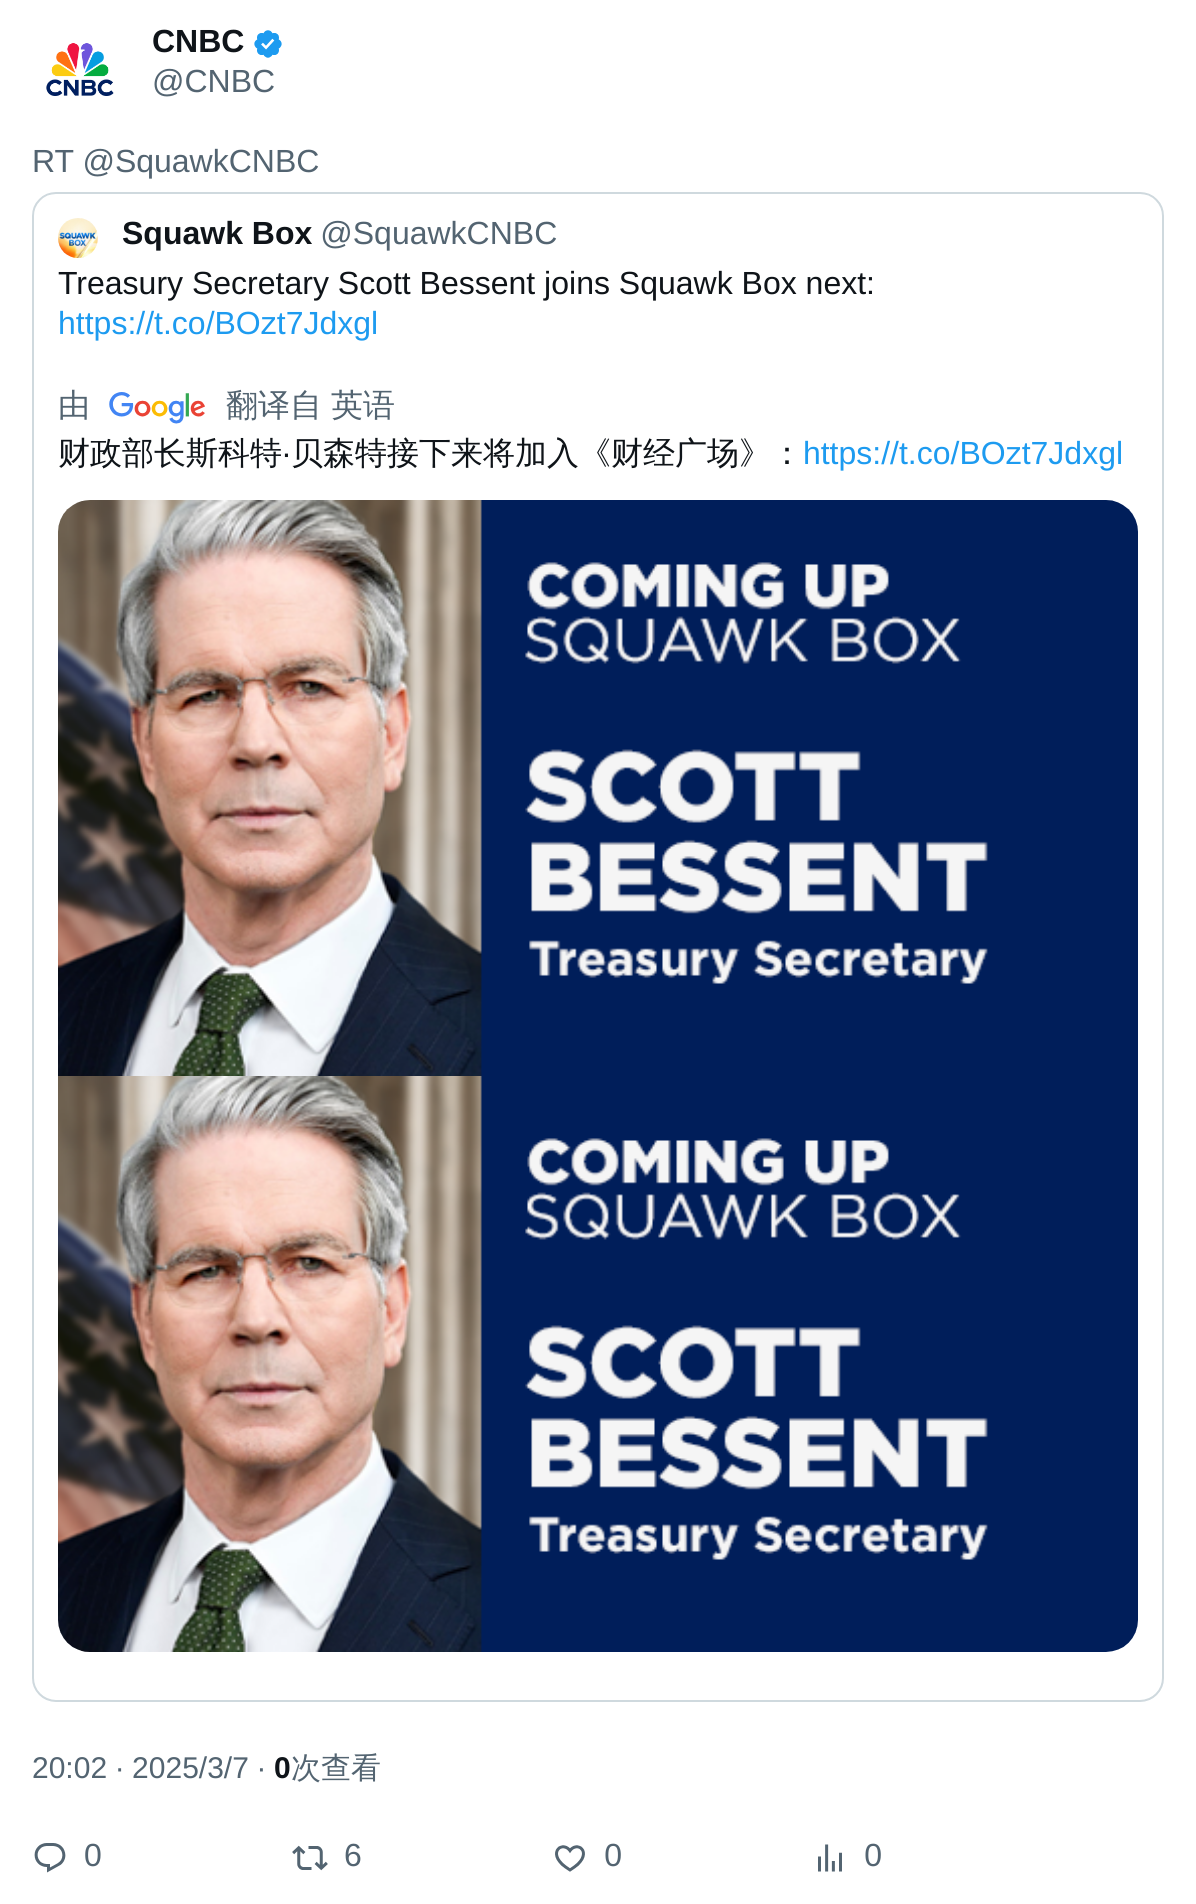 CNBC
@CNBC
CNBC
RT @SquawkCNBC
SQUAWK
BOX
Squawk Box @SquawkCNBC
Treasury Secretary Scott Bessent joins Squawk Box next:
https://t.co/BOzt7Jdxgl
由 Google 翻译自 英语
财政部长斯科特·贝森特接下来将加入《财经广场》：https://t.co/BOzt7Jdxgl
COMING UP
SQUAWK BOX
SCOTT
BESSENT
Treasury Secretary
COMING UP
SQUAWK BOX
SCOTT
BESSENT
Treasury Secretary
20:02 · 2025/3/7 · 0次查看
0 6 0 0